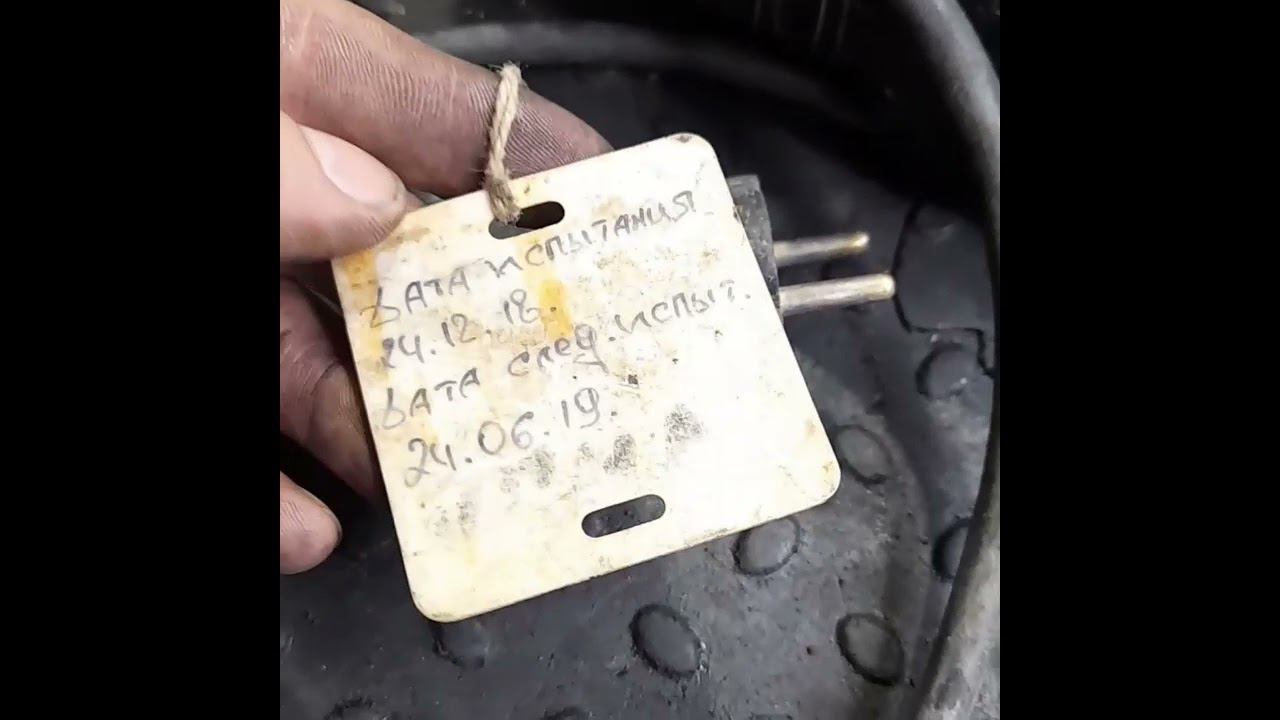 Дата испытания
24.12.18.
Дата след. испыт.
24.06.19.